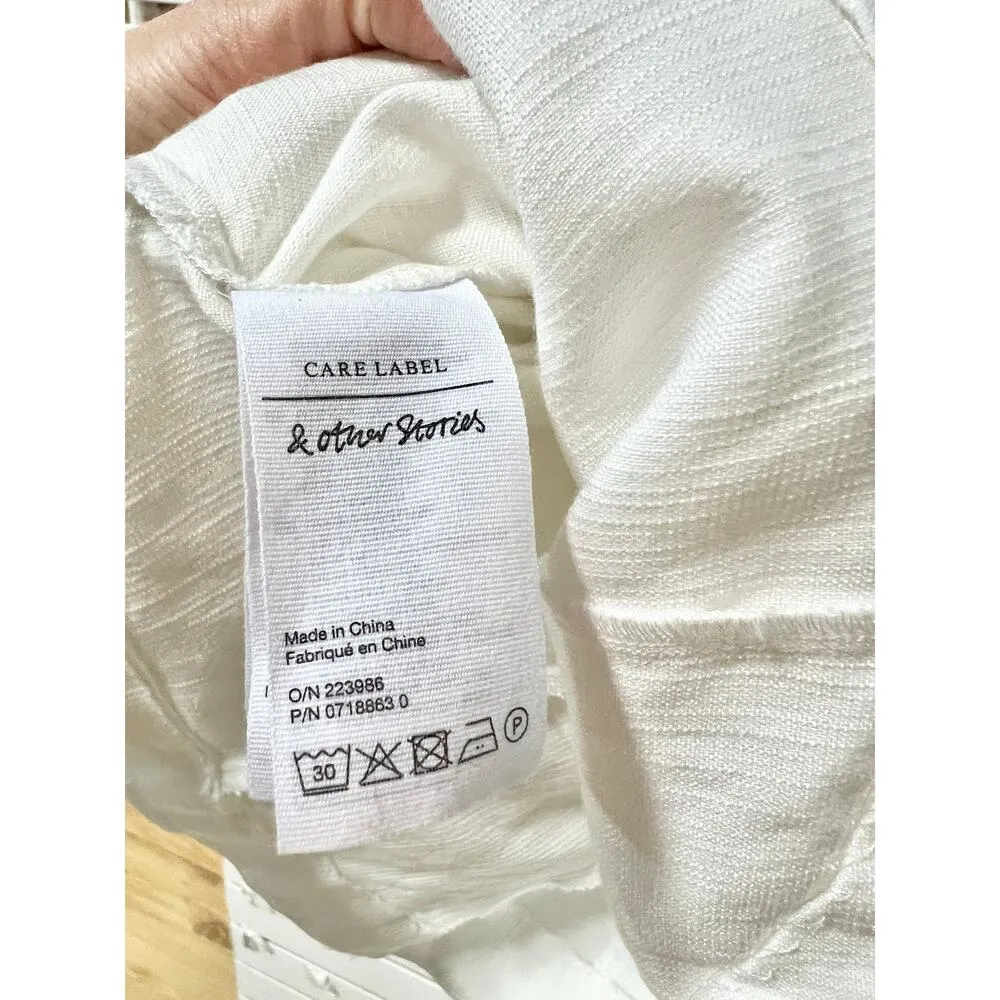 CARE LABEL
& other Stories
Made in China
Fabriqué en Chine
O/N 223986
P/N 0718863 0
30
P